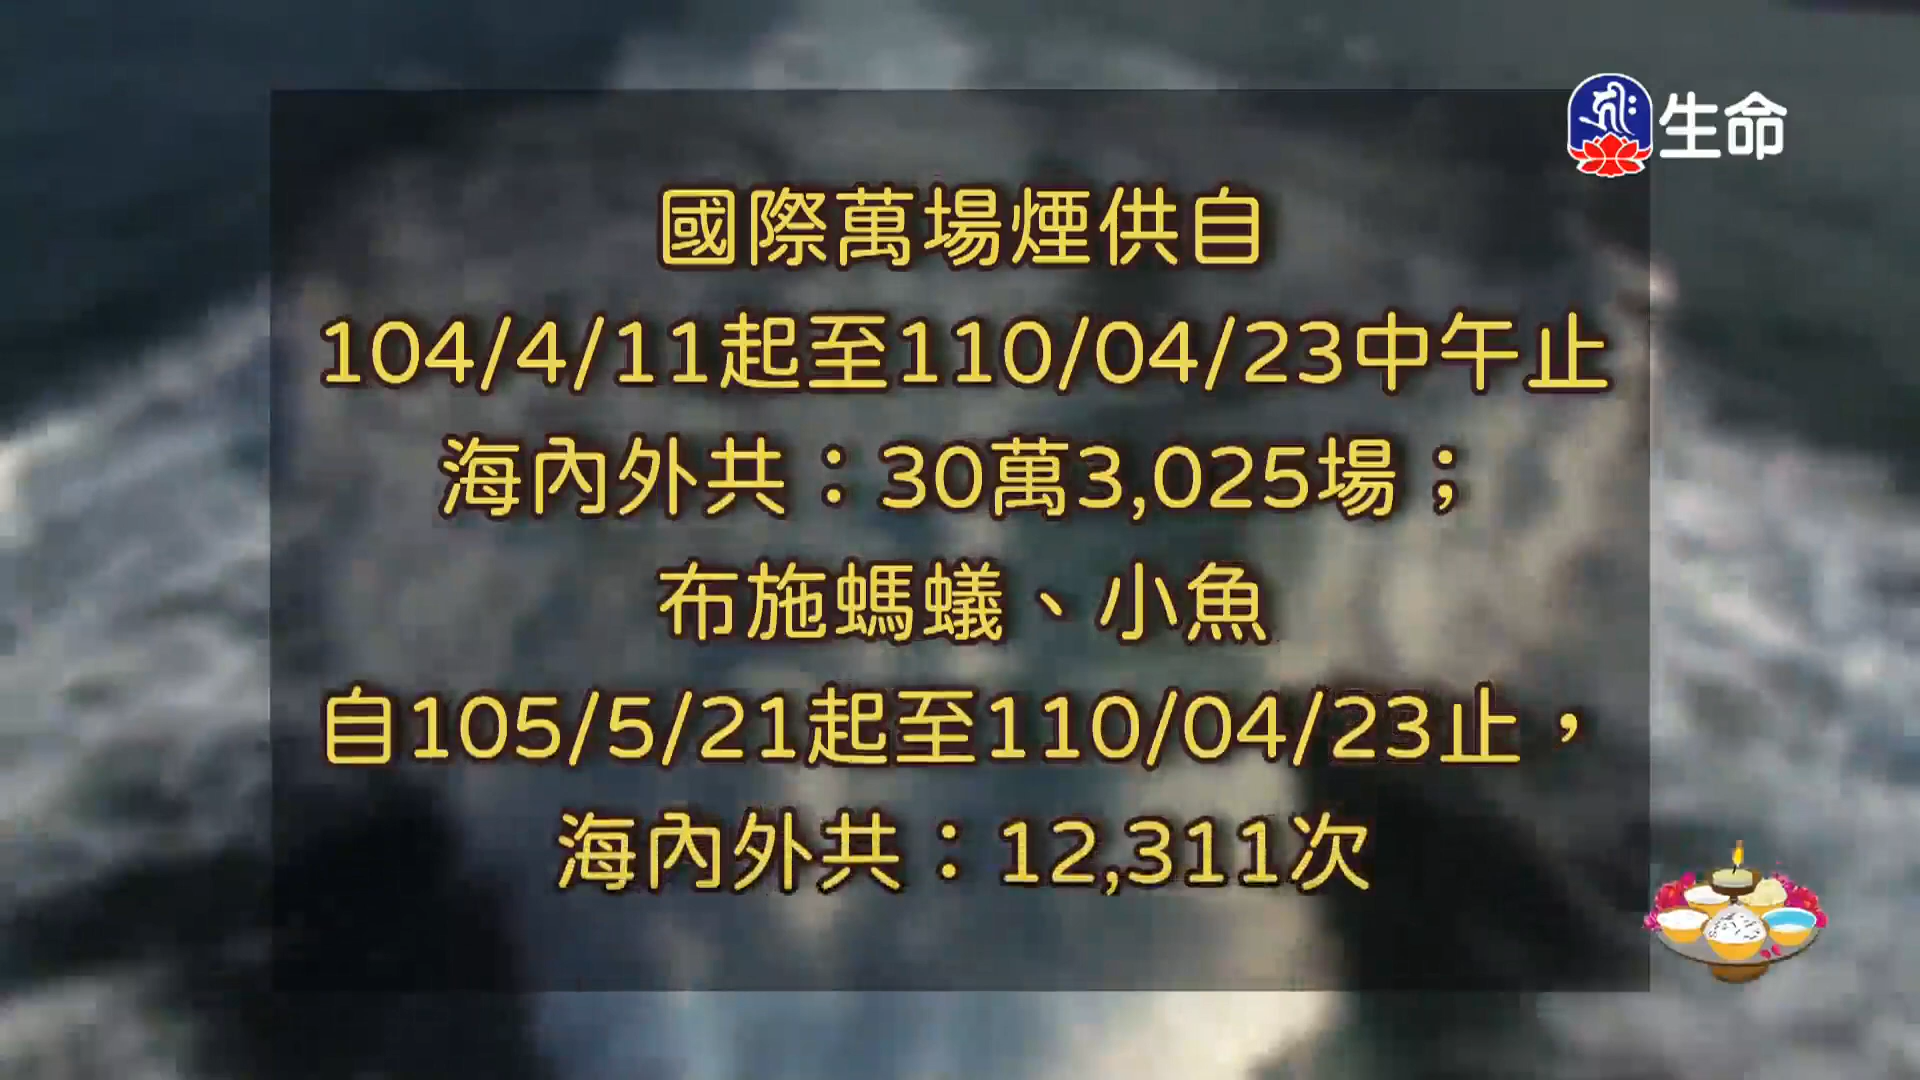 生命
國際萬場煙供自
104/4/11起至110/04/23中午止
海內外共：30萬3,025場；
布施螞蟻、小魚
自105/5/21起至110/04/23止，
海內外共：12,311次